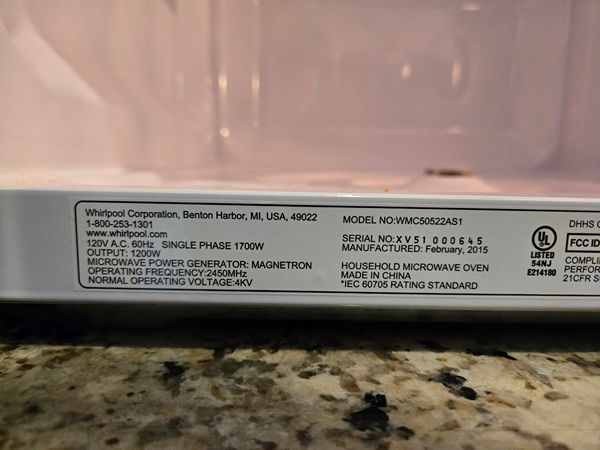 Whirlpool Corporation, Benton Harbor, MI, USA, 49022
1-800-253-1301
www.whirlpool.com
120V A.C. 60Hz SINGLE PHASE 1700W
OUTPUT: 1200W
MICROWAVE POWER GENERATOR: MAGNETRON
OPERATING FREQUENCY:2450MHz
NORMAL OPERATING VOLTAGE:4KV
MODEL NO:WMC50522AS1
SERIAL NO:XV51000645
MANUFACTURED: February, 2015
HOUSEHOLD MICROWAVE OVEN
MADE IN CHINA
*IEC 60705 RATING STANDARD
UL
LISTED
54NJ
E214180
DHHS
FCC ID
21CFR